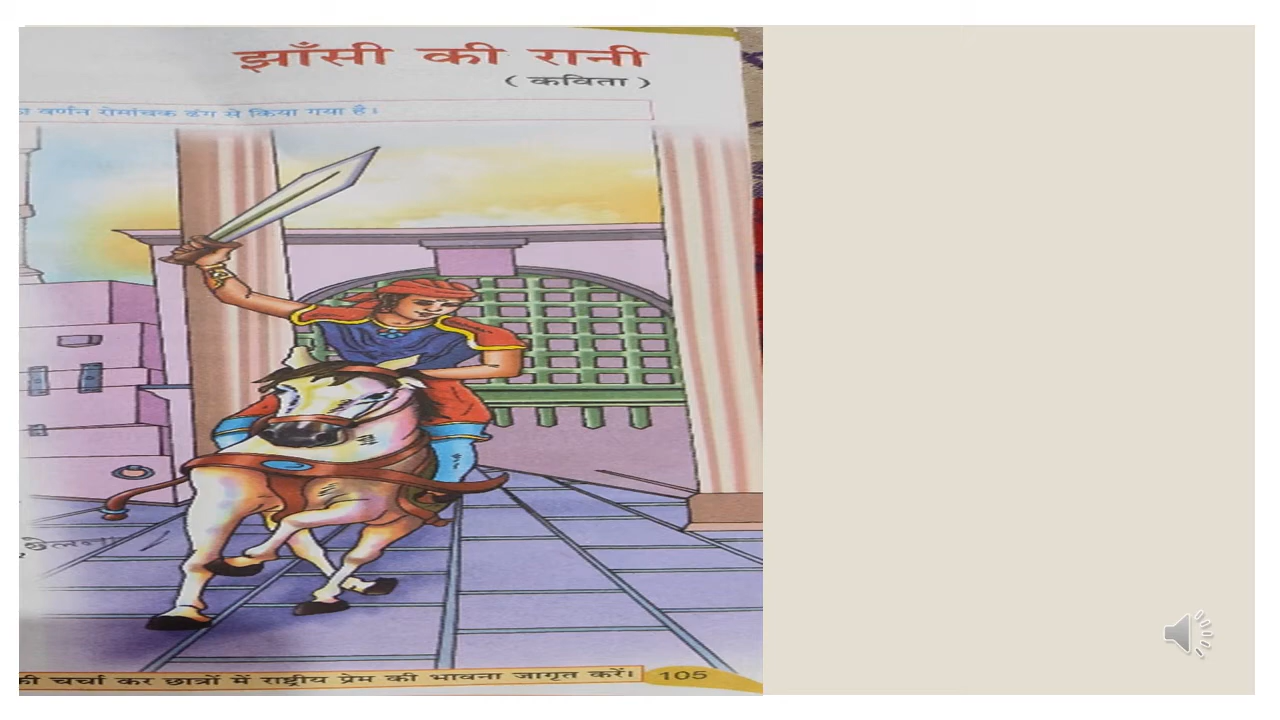 झाँसी की रानी
( कविता )
वर्णन रोमांचक ढंग से किया गया है।
की चर्चा कर छात्रों में राष्ट्रीय प्रेम की भावना जागृत करें।
105